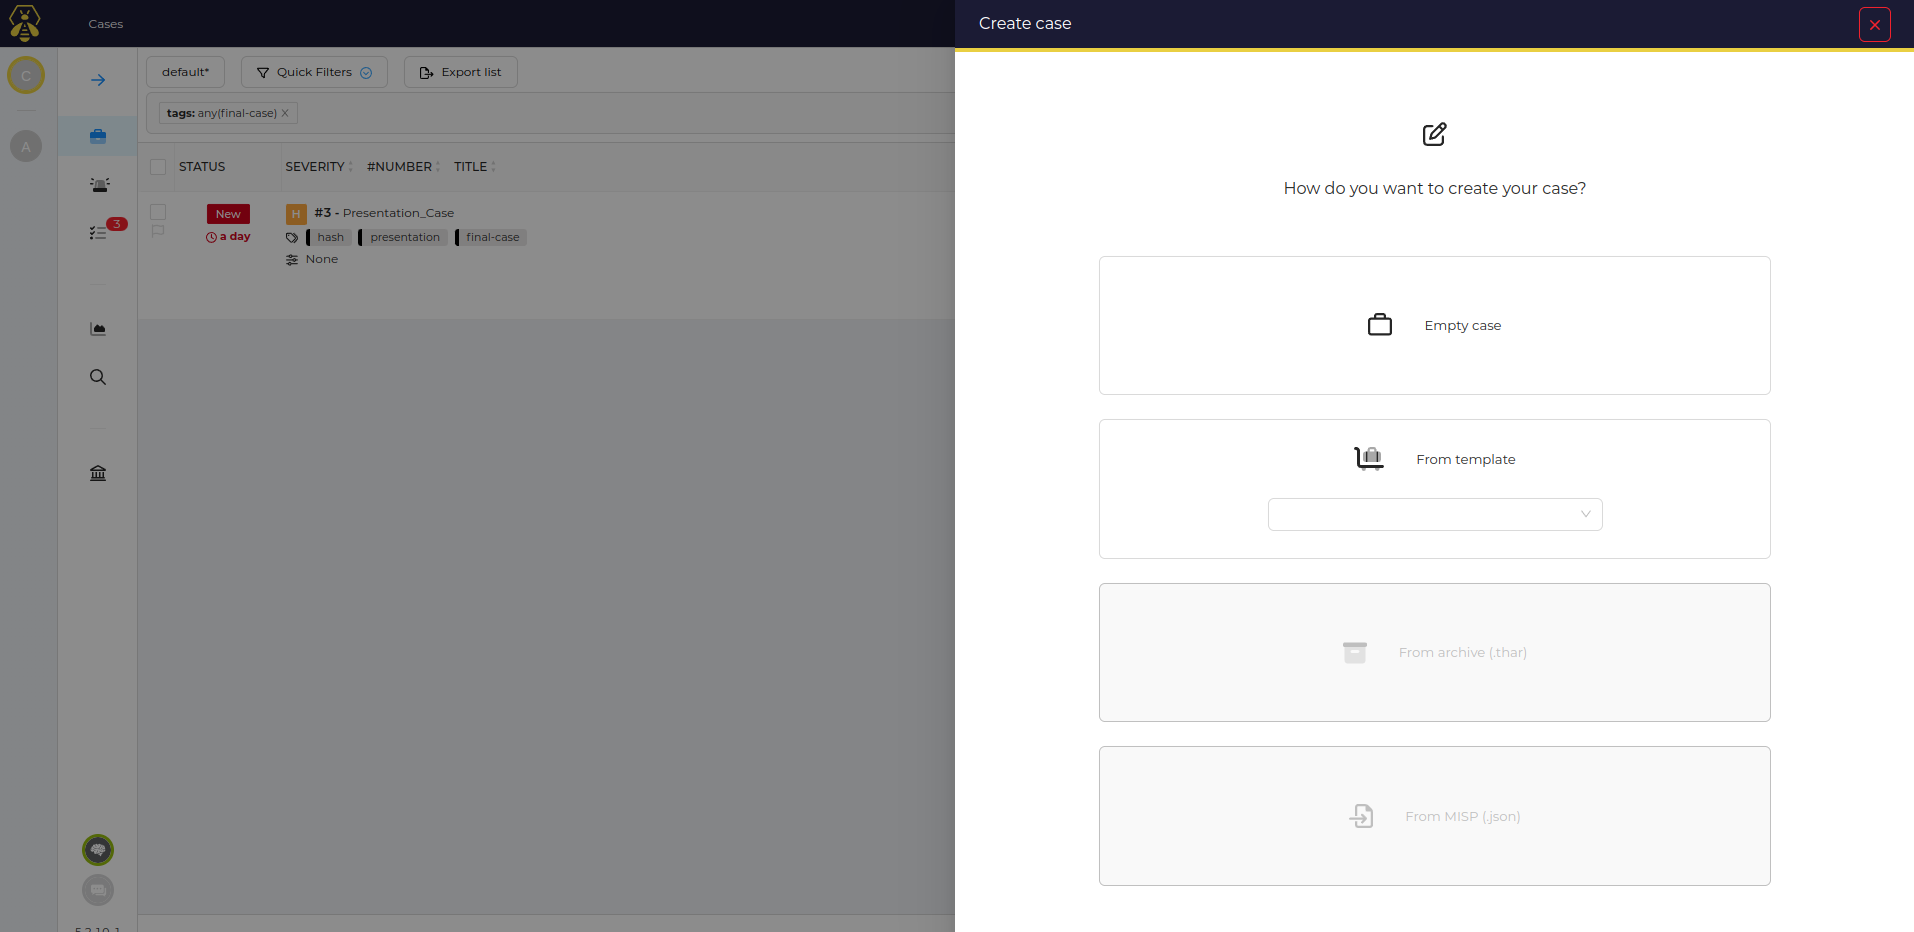 Cases
Create case
C
A
3
default*
Quick Filters
Export list
tags: any(final-case)
STATUS
SEVERITY
#NUMBER
TITLE
New
H
#3 - Presentation_Case
a day
hash
presentation
final-case
None
How do you want to create your case?
Empty case
From template
From archive (.thar)
From MISP (.json)